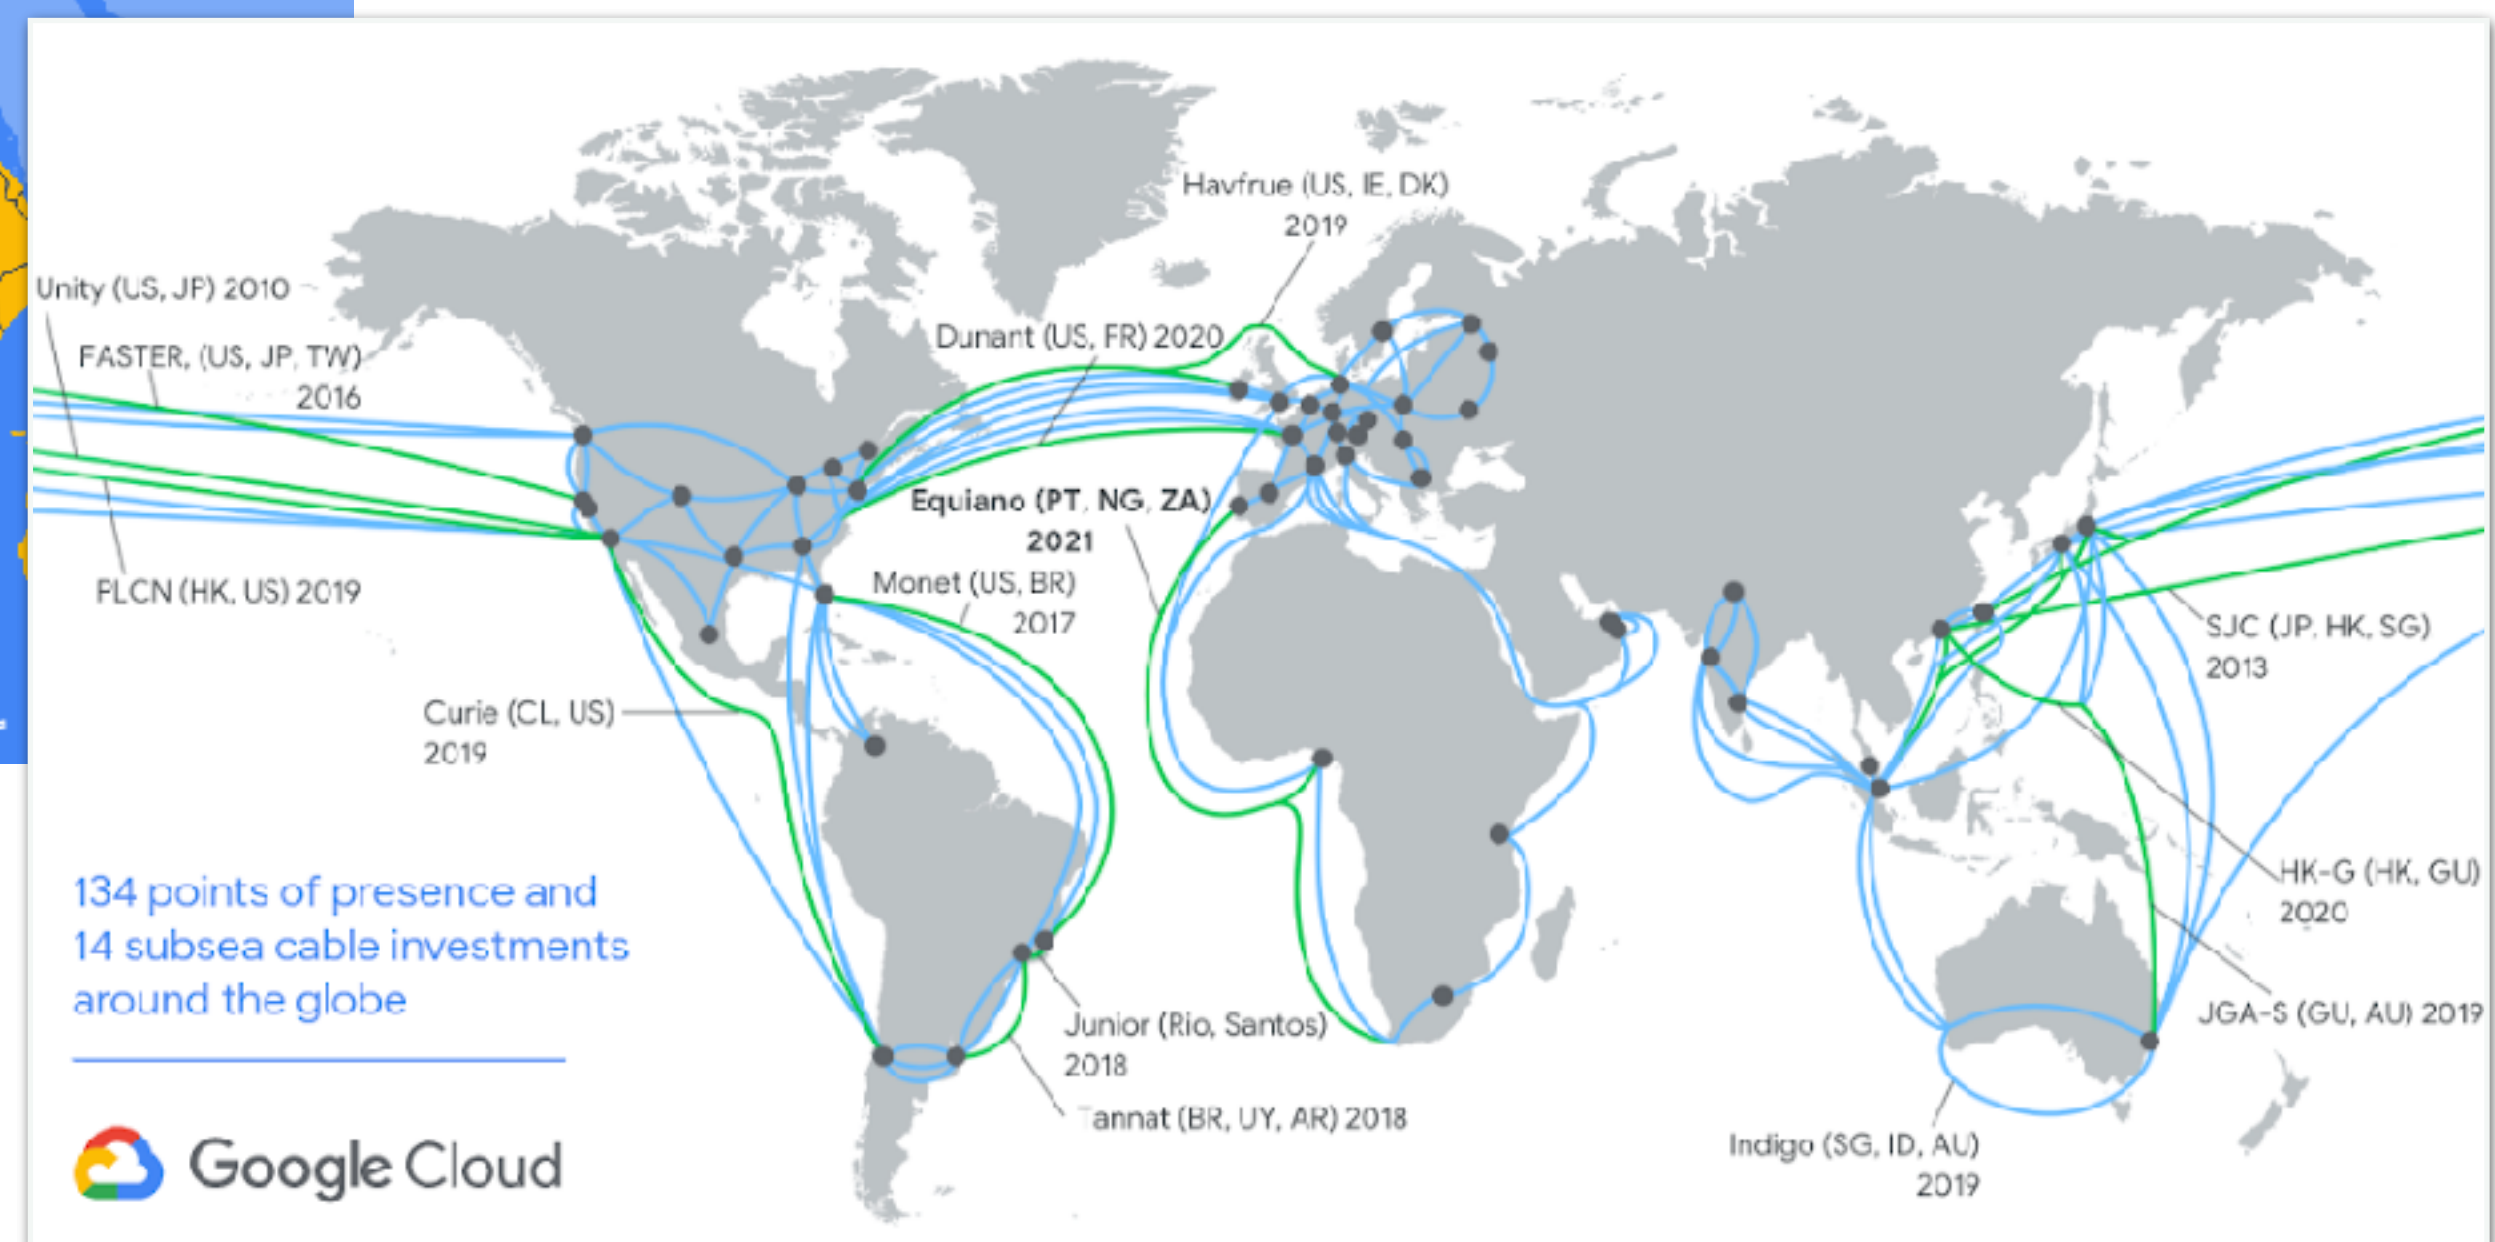 Havfrue (US, IE, DK)
2019
Unity (US, JP) 2010
FASTER, (US, JP, TW)
2016
Dunant (US, FR) 2020
Equiano (PT, NG, ZA)
2021
PLCN (HK, US) 2019
Monet (US, BR)
2017
SJC (JP, HK, SG)
2013
Curie (CL, US)
2019
HK-G (HK, GU)
2020
134 points of presence and
14 subsea cable investments
around the globe
JGA-S (GU, AU) 2019
Junior (Rio, Santos)
2018
Tannat (BR, UY, AR) 2018
Indigo (SG, ID, AU)
2019
Google Cloud